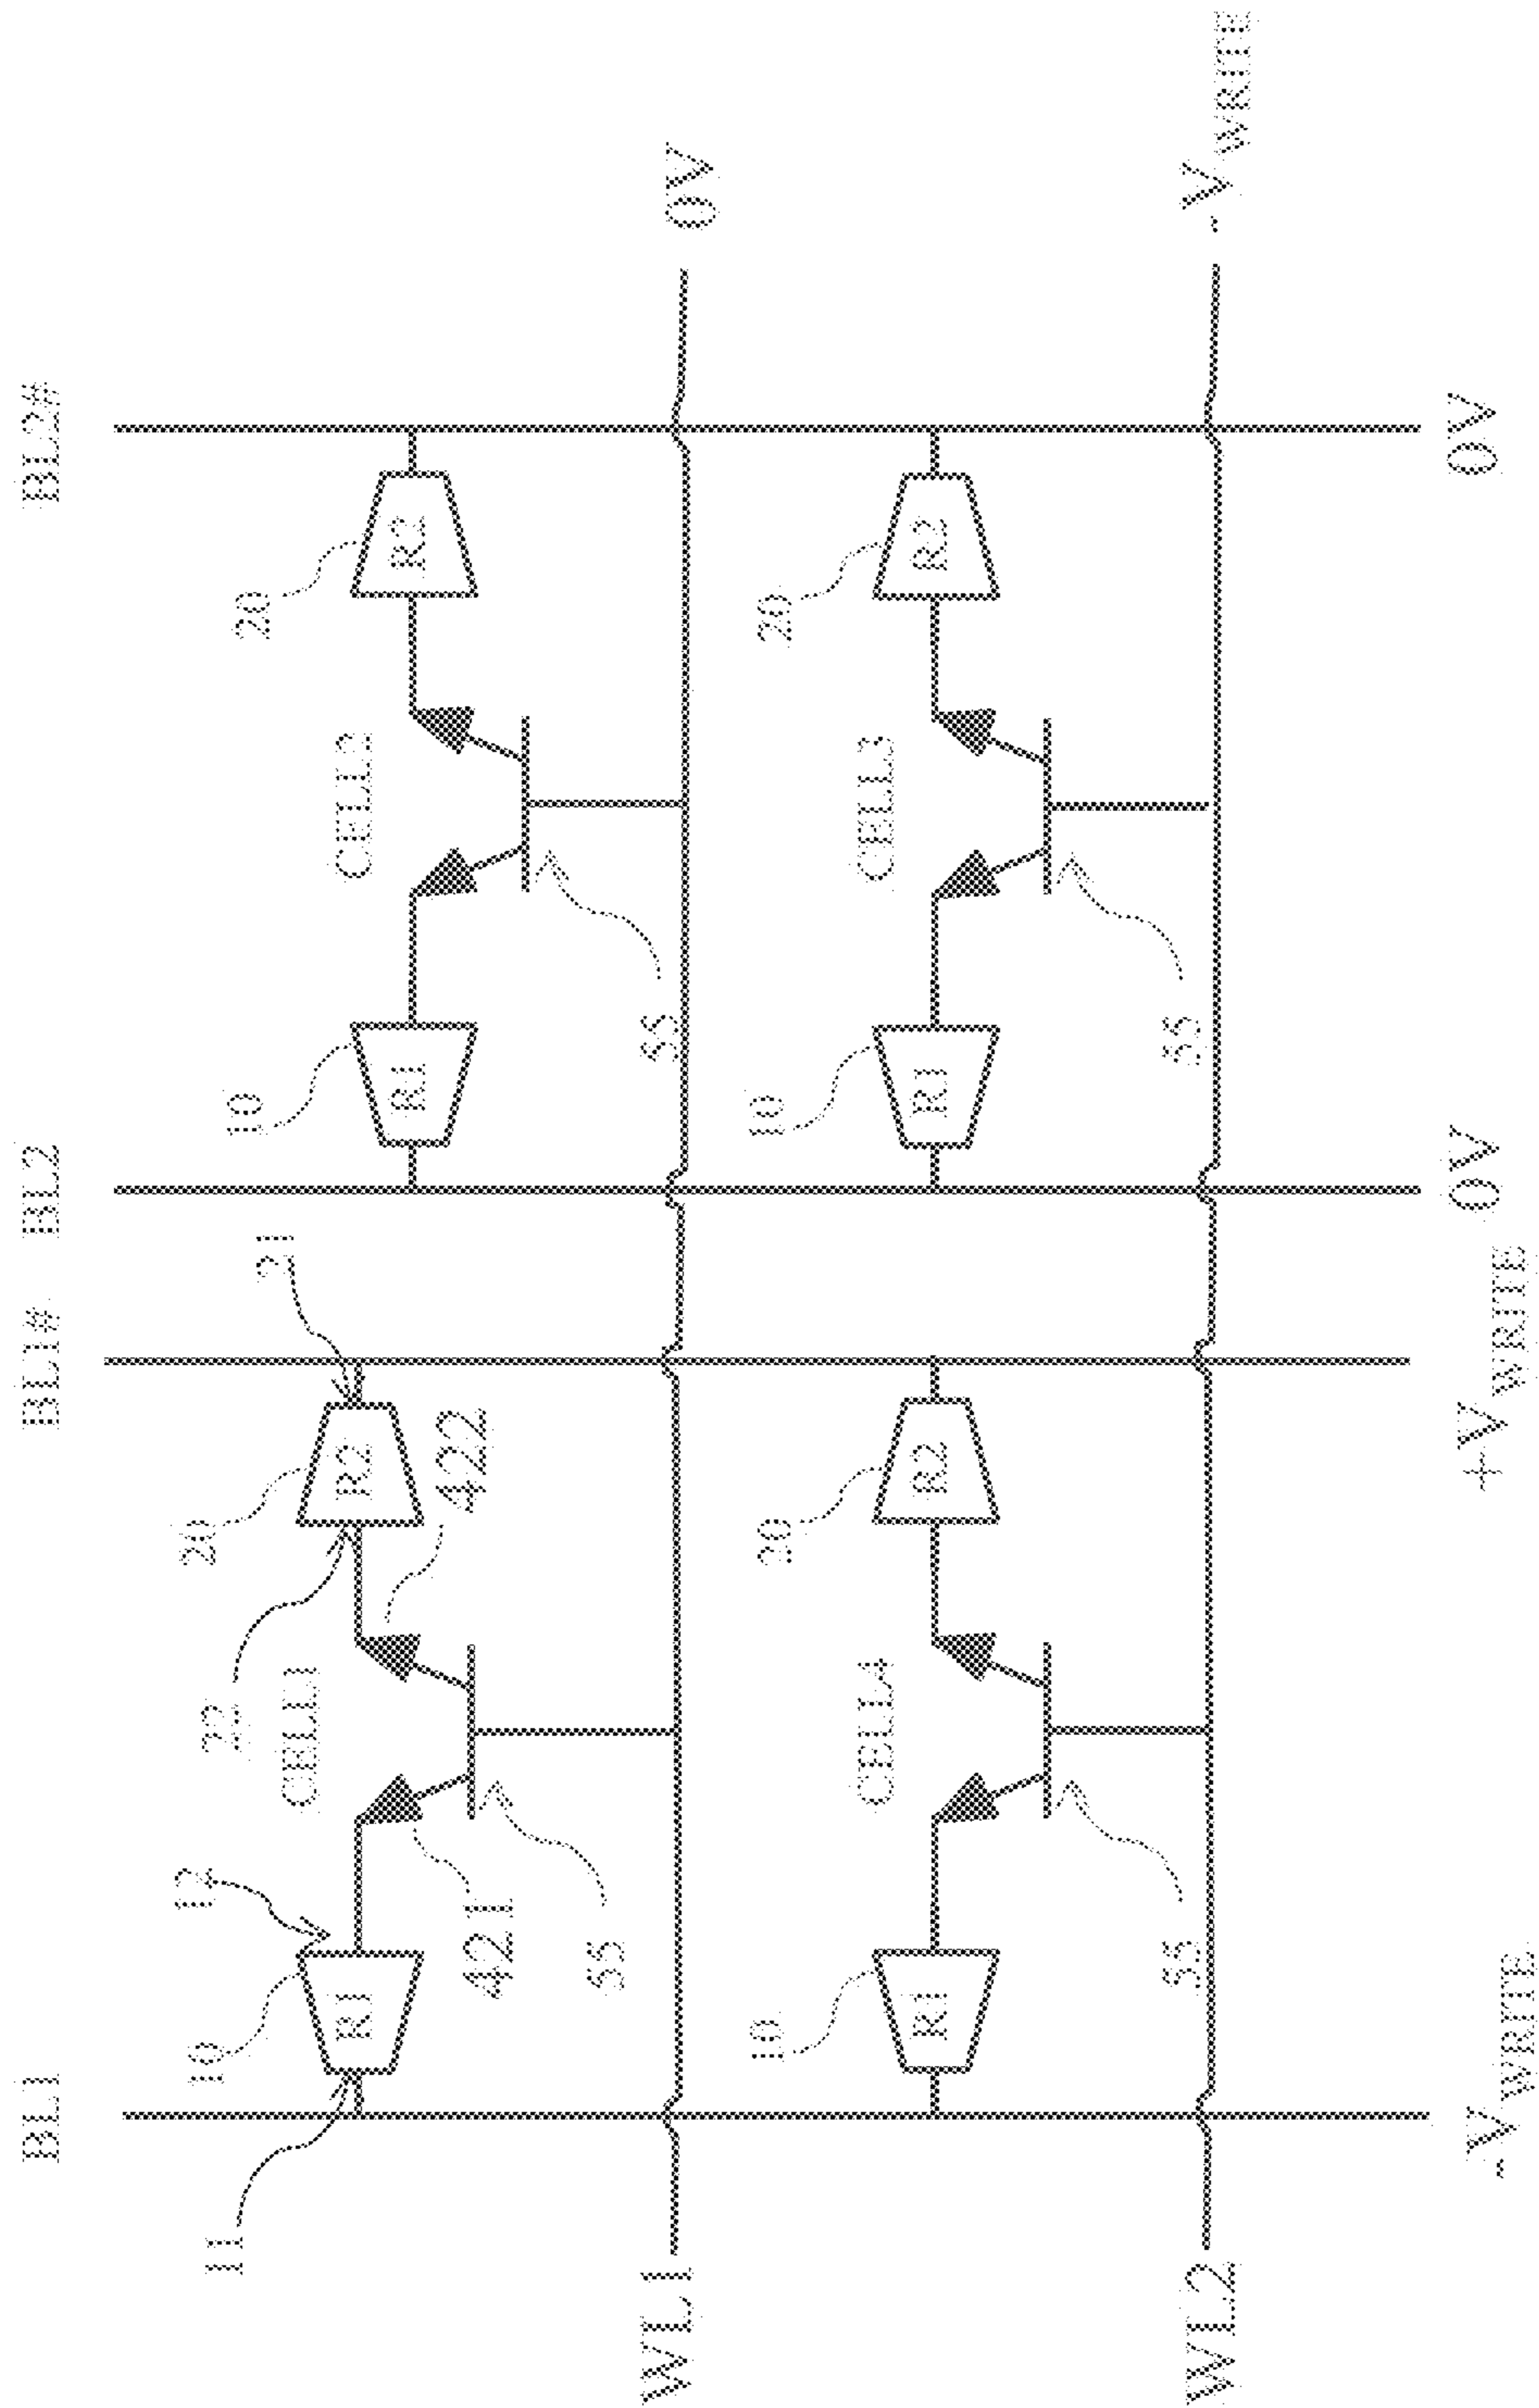 BL1 BL1# BL2 BL2#
11 10 12 22 20 21 10 20
CELL1 CELL2
R1 R2 R1 R2
421 422
55 55
WL1 0V
10 20 10 20
CELL4 CELL3
R1 R2 R1 R2
55 55
WL2 -VWRITE
-VWRITE +VWRITE 0V 0V